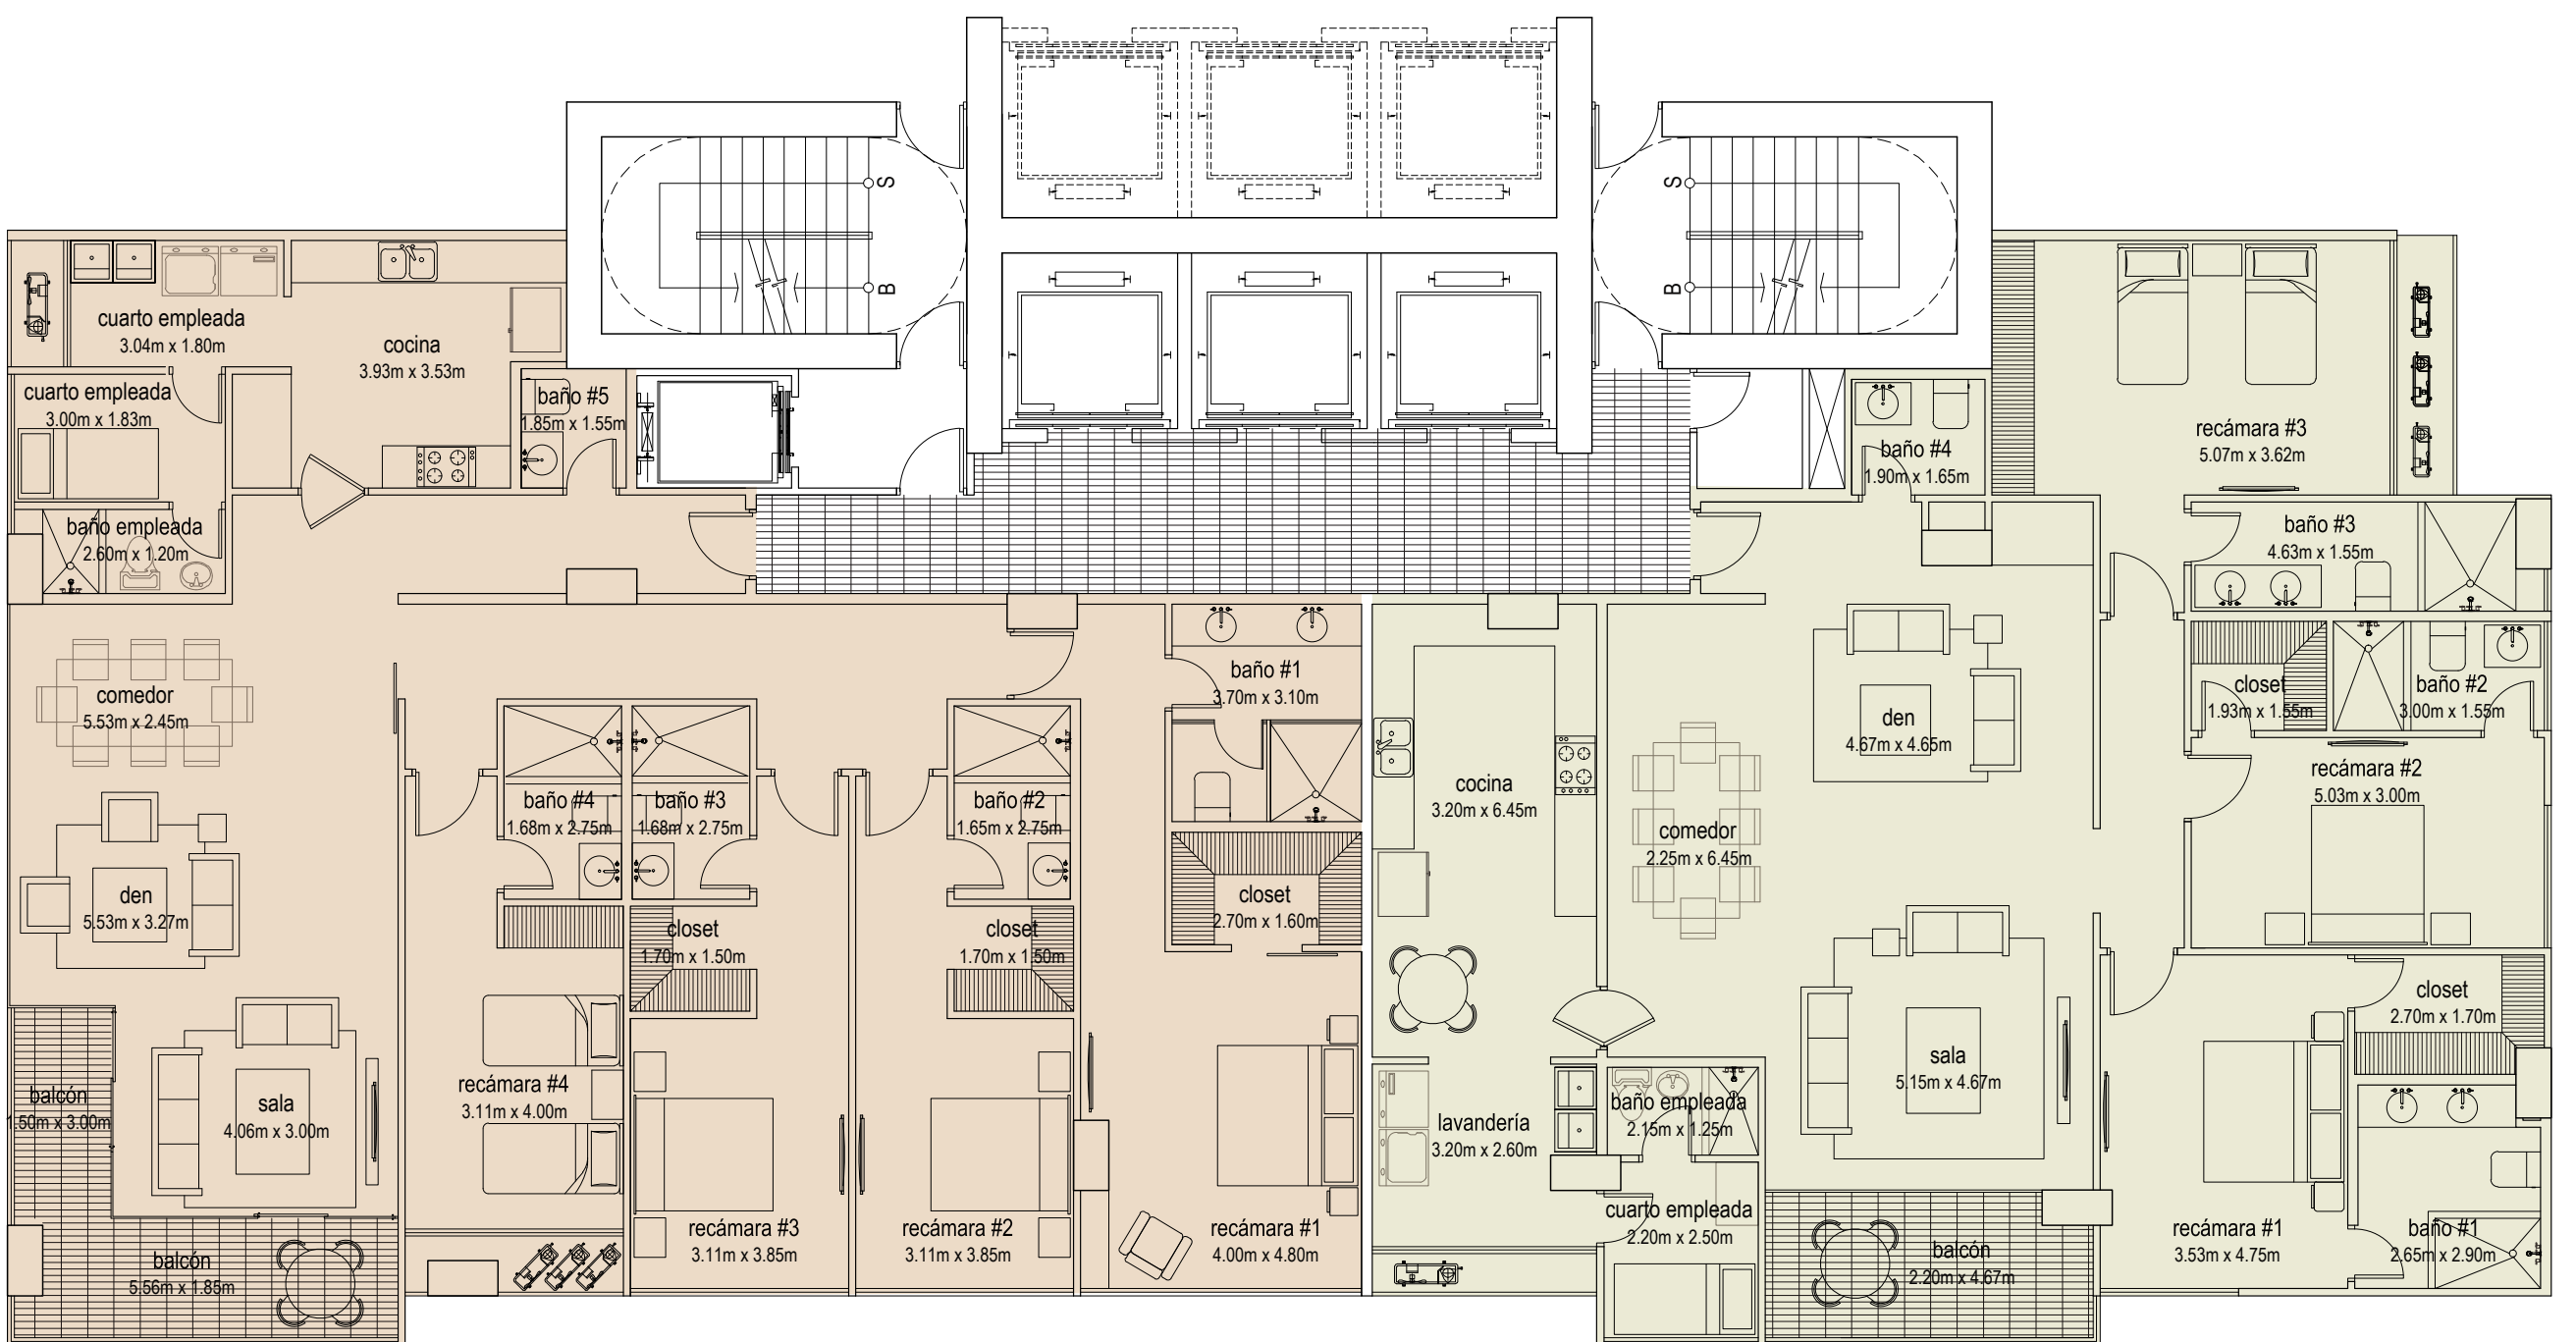 S
B
S
B
cuarto empleada
3.04m x 1.80m
cocina
3.93m x 3.53m
cuarto empleada
3.00m x 1.83m
baño #5
1.85m x 1.55m
baño empleada
2.60m x 1.20m
comedor
5.53m x 2.45m
den
5.53m x 3.27m
sala
4.06m x 3.00m
balcón
1.50m x 3.00m
balcón
5.56m x 1.85m
baño #4
1.68m x 2.75m
baño #3
1.68m x 2.75m
baño #2
1.65m x 2.75m
baño #1
3.70m x 3.10m
closet
1.70m x 1.50m
closet
1.70m x 1.50m
closet
2.70m x 1.60m
recámara #4
3.11m x 4.00m
recámara #3
3.11m x 3.85m
recámara #2
3.11m x 3.85m
recámara #1
4.00m x 4.80m
baño #4
1.90m x 1.65m
recámara #3
5.07m x 3.62m
baño #3
4.63m x 1.55m
closet
1.93m x 1.55m
baño #2
3.00m x 1.55m
den
4.67m x 4.65m
recámara #2
5.03m x 3.00m
cocina
3.20m x 6.45m
comedor
2.25m x 6.45m
closet
2.70m x 1.70m
sala
5.15m x 4.67m
lavandería
3.20m x 2.60m
baño empleada
2.15m x 1.25m
cuarto empleada
2.20m x 2.50m
balcón
2.20m x 4.67m
recámara #1
3.53m x 4.75m
baño #1
2.65m x 2.90m